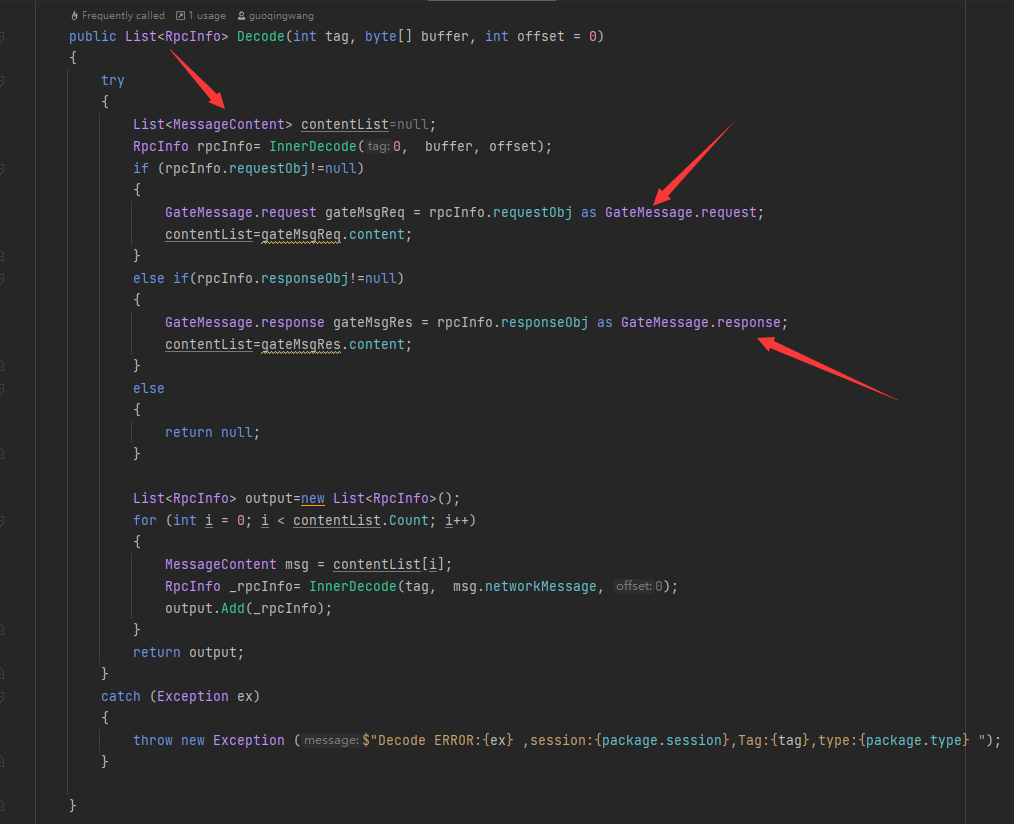 Frequently called 1 usage guoqingwang
public List<RpcInfo> Decode(int tag, byte[] buffer, int offset = 0)
{
try
{
List<MessageContent> contentList=null;
RpcInfo rpcInfo= InnerDecode( tag: 0, buffer, offset);
if (rpcInfo.requestObj!=null)
{
GateMessage.request gateMsgReq = rpcInfo.requestObj as GateMessage.request;
contentList=gateMsgReq.content;
}
else if(rpcInfo.responseObj!=null)
{
GateMessage.response gateMsgRes = rpcInfo.responseObj as GateMessage.response;
contentList=gateMsgRes.content;
}
else
{
return null;
}
List<RpcInfo> output=new List<RpcInfo>();
for (int i = 0; i < contentList.Count; i++)
{
MessageContent msg = contentList[i];
RpcInfo _rpcInfo= InnerDecode(tag, msg.networkMessage, offset: 0);
output.Add(_rpcInfo);
}
return output;
}
catch (Exception ex)
{
throw new Exception ( message: $"Decode ERROR:{ex} ,session:{package.session},Tag:{tag},type:{package.type} ");
}
}